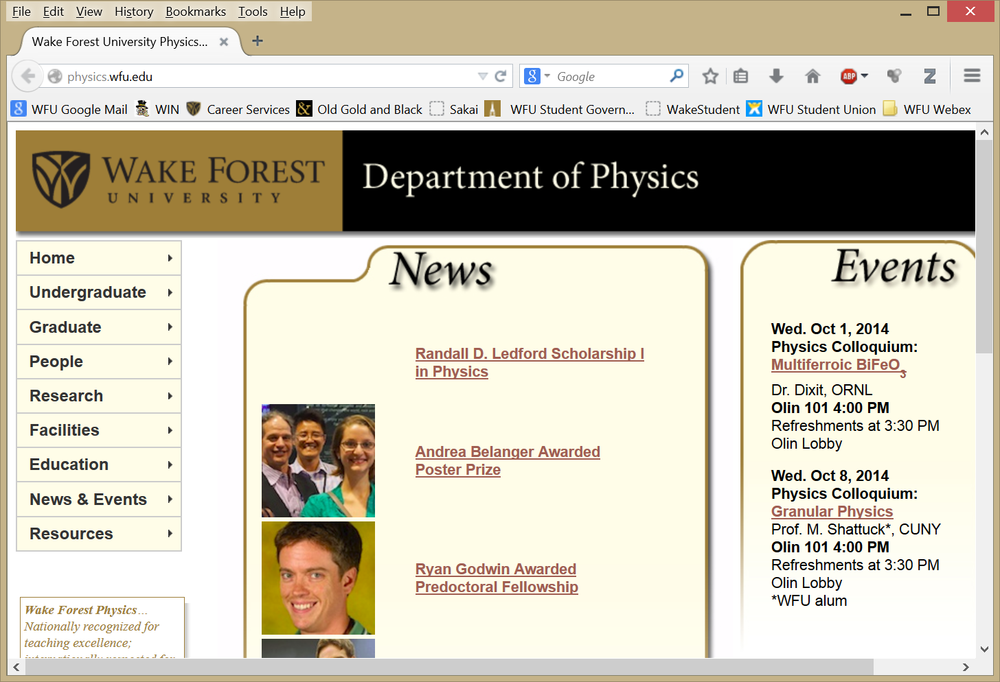 File Edit View History Bookmarks Tools Help
Wake Forest University Physics...
physics.wfu.edu
Google
ABP
Z
WFU Google Mail WIN Career Services Old Gold and Black Sakai WFU Student Govern... WakeStudent WFU Student Union WFU Webex
WAKE FOREST
UNIVERSITY
Department of Physics
Home
Undergraduate
Graduate
People
Research
Facilities
Education
News & Events
Resources
Wake Forest Physics...
Nationally recognized for
teaching excellence;
News
Randall D. Ledford Scholarship I
in Physics
Andrea Belanger Awarded
Poster Prize
Ryan Godwin Awarded
Predoctoral Fellowship
Events
Wed. Oct 1, 2014
Physics Colloquium:
Multiferroic BiFeO3
Dr. Dixit, ORNL
Olin 101 4:00 PM
Refreshments at 3:30 PM
Olin Lobby
Wed. Oct 8, 2014
Physics Colloquium:
Granular Physics
Prof. M. Shattuck*, CUNY
Olin 101 4:00 PM
Refreshments at 3:30 PM
Olin Lobby
*WFU alum